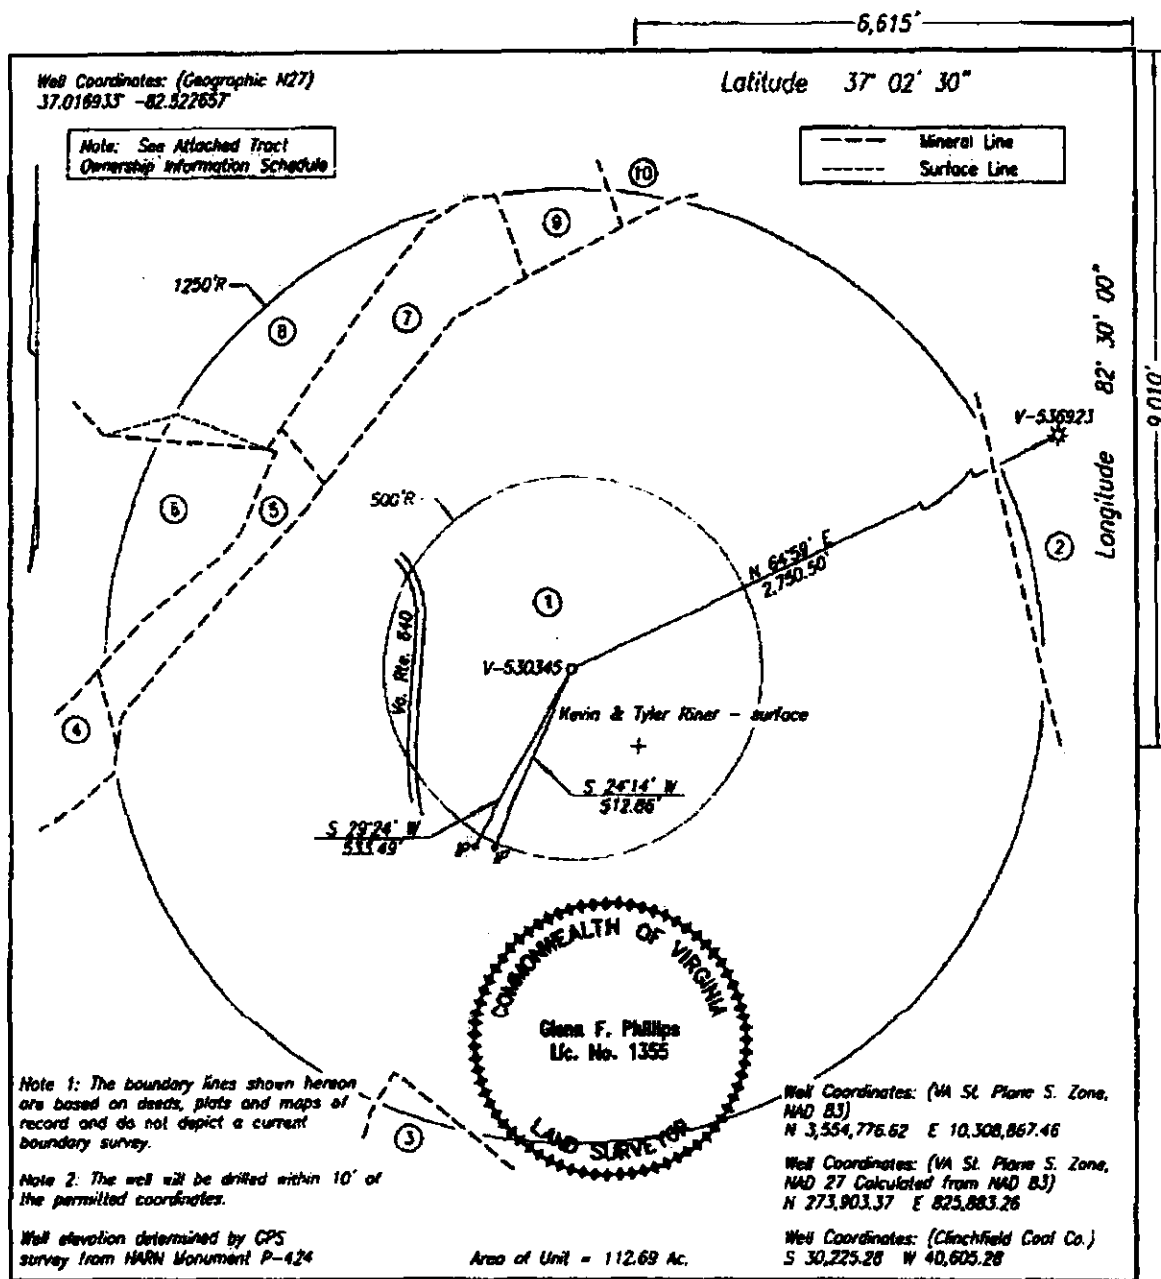 6,615'
Well Coordinates: (Geographic N27)
37.016933 -82.522657
Latitude 37° 02' 30"
Note: See Attached Tract
Ownership Information Schedule
Mineral Line
Surface Line
10
9
1250'R
8
7
Longitude 82° 30' 00"
9,010'
V-536923
6
5
500'R
2
N 64°59' E
2,750.50'
1
Va. Rte. 640
V-530345
4
Kevin & Tyler Kiner - surface
S 24°14' W
512.86'
S 29°24' W
533.49'
IP
IP
COMMONWEALTH OF VIRGINIA
Glenn F. Phillips
Lic. No. 1355
LAND SURVEYOR
3
Note 1: The boundary lines shown hereon
are based on deeds, plats and maps of
record and do not depict a current
boundary survey.
Note 2: The well will be drilled within 10' of
the permitted coordinates.
Well elevation determined by GPS
survey from HARN Monument P-424
Area of Unit = 112.69 Ac.
Well Coordinates: (VA St. Plane S. Zone,
NAD 83)
N 3,554,776.62 E 10,308,867.46
Well Coordinates: (VA St. Plane S. Zone,
NAD 27 Calculated from NAD 83)
N 273,903.37 E 825,883.26
Well Coordinates: (Clinchfield Coal Co.)
S 30,225.28 W 40,605.28